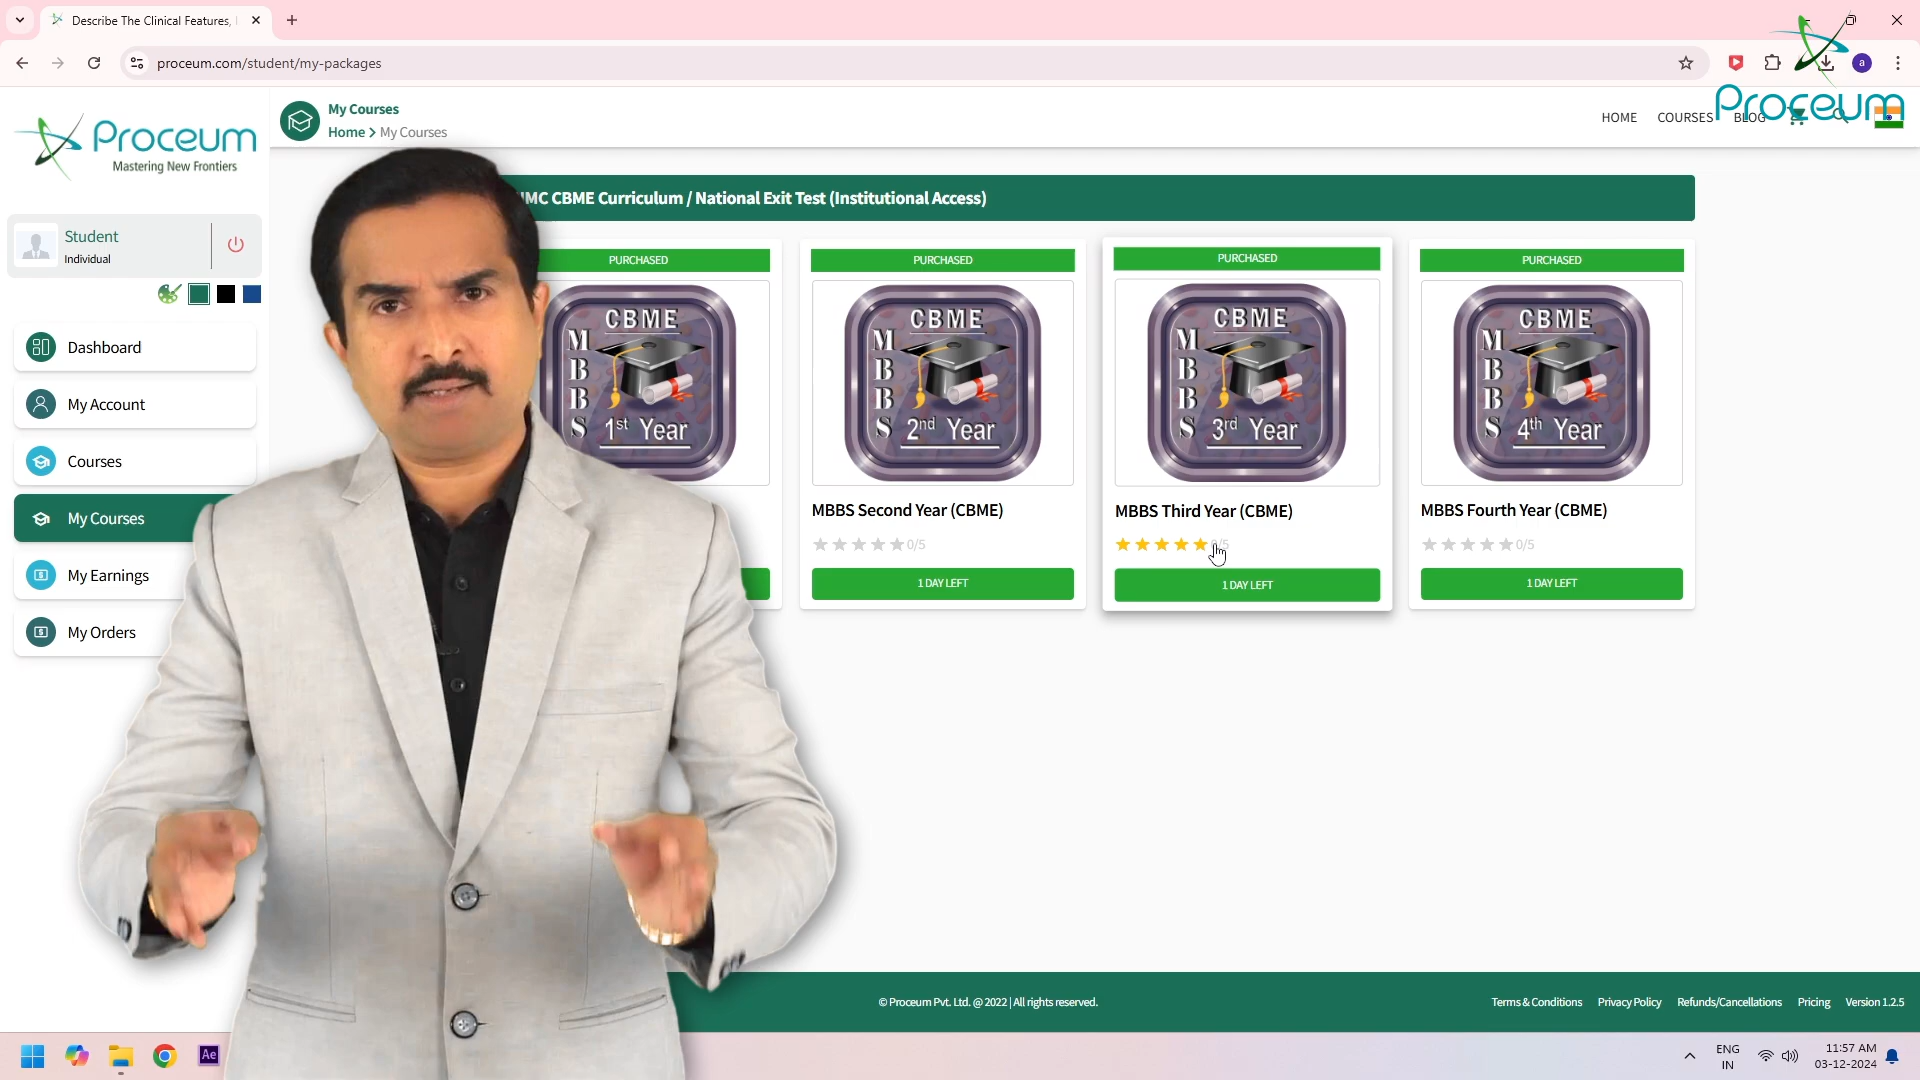 Describe The Clinical Features,
proceum.com/student/my-packages
Proceum
Proceum
Mastering New Frontiers
My Courses
Home > My Courses
HOME
COURSES
BLOG
Student
Individual
Dashboard
My Account
Courses
My Courses
My Earnings
My Orders
CBME Curriculum / National Exit Test (Institutional Access)
PURCHASED
CBME
MBBS
1st Year
PURCHASED
CBME
MBBS
2nd Year
MBBS Second Year (CBME)
0/5
1 DAY LEFT
PURCHASED
CBME
MBBS
3rd Year
MBBS Third Year (CBME)
0/5
1 DAY LEFT
PURCHASED
CBME
MBBS
4th Year
MBBS Fourth Year (CBME)
0/5
1 DAY LEFT
© Proceum Pvt. Ltd. @ 2022 | All rights reserved.
Terms & Conditions
Privacy Policy
Refunds/Cancellations
Pricing
Version 1.2.5
Ae
ENG
IN
11:57 AM
03-12-2024
a